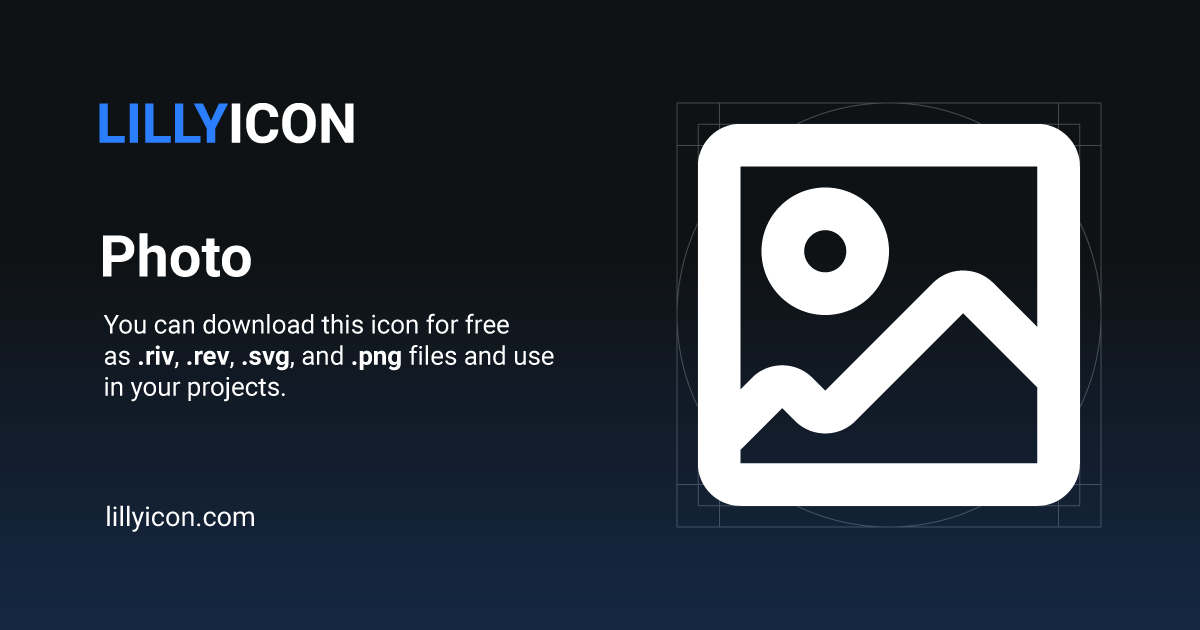 LILLYICON
Photo
You can download this icon for free
as .riv, .rev, .svg, and .png files and use
in your projects.
lillyicon.com